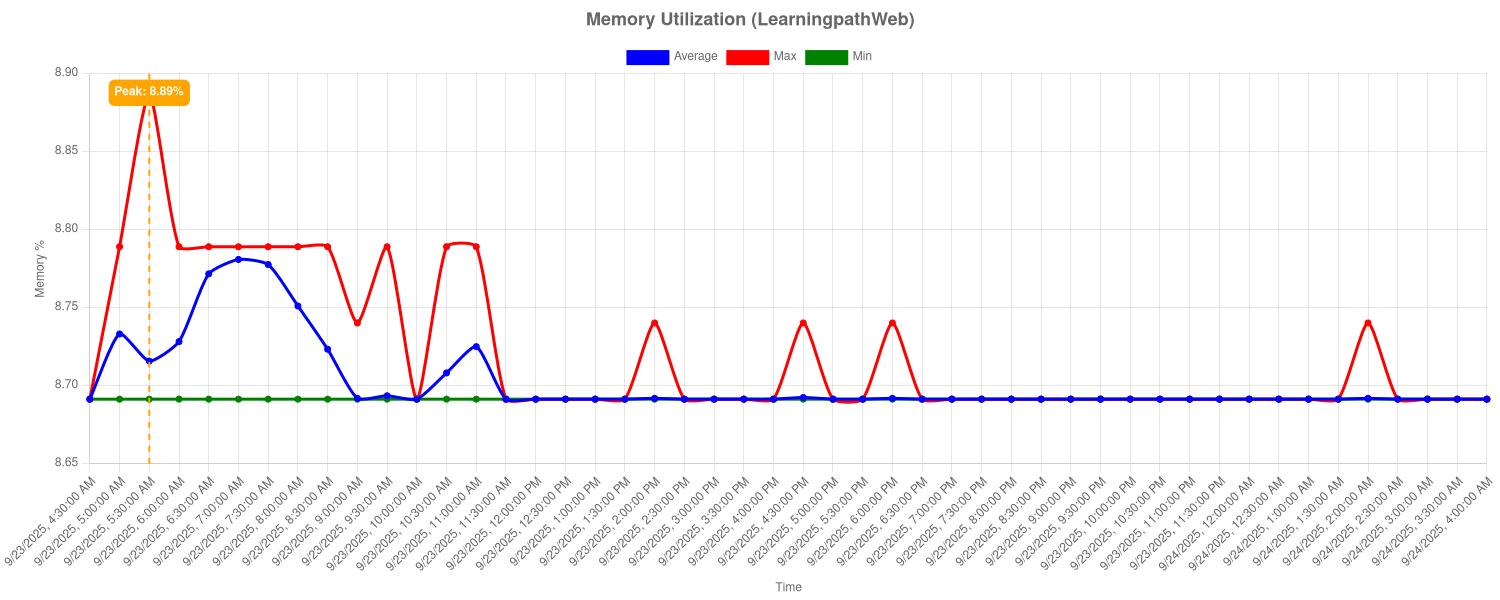 Memory Utilization (LearningpathWeb)
Average Max Min
8.90
Peak: 8.89%
8.85
8.80
8.75
8.70
8.65
Memory %
9/23/2025, 4:30:00 AM
9/23/2025, 5:00:00 AM
9/23/2025, 5:30:00 AM
9/23/2025, 6:00:00 AM
9/23/2025, 6:30:00 AM
9/23/2025, 7:00:00 AM
9/23/2025, 7:30:00 AM
9/23/2025, 8:00:00 AM
9/23/2025, 8:30:00 AM
9/23/2025, 9:00:00 AM
9/23/2025, 9:30:00 AM
9/23/2025, 10:00:00 AM
9/23/2025, 10:30:00 AM
9/23/2025, 11:00:00 AM
9/23/2025, 11:30:00 AM
9/23/2025, 12:00:00 PM
9/23/2025, 12:30:00 PM
9/23/2025, 1:00:00 PM
9/23/2025, 1:30:00 PM
9/23/2025, 2:00:00 PM
9/23/2025, 2:30:00 PM
9/23/2025, 3:00:00 PM
9/23/2025, 3:30:00 PM
9/23/2025, 4:00:00 PM
9/23/2025, 4:30:00 PM
9/23/2025, 5:00:00 PM
9/23/2025, 5:30:00 PM
9/23/2025, 6:00:00 PM
9/23/2025, 6:30:00 PM
9/23/2025, 7:00:00 PM
9/23/2025, 7:30:00 PM
9/23/2025, 8:00:00 PM
9/23/2025, 8:30:00 PM
9/23/2025, 9:00:00 PM
9/23/2025, 9:30:00 PM
9/23/2025, 10:00:00 PM
9/23/2025, 10:30:00 PM
9/23/2025, 11:00:00 PM
9/23/2025, 11:30:00 PM
9/24/2025, 12:00:00 AM
9/24/2025, 12:30:00 AM
9/24/2025, 1:00:00 AM
9/24/2025, 1:30:00 AM
9/24/2025, 2:00:00 AM
9/24/2025, 2:30:00 AM
9/24/2025, 3:00:00 AM
9/24/2025, 3:30:00 AM
9/24/2025, 4:00:00 AM
Time